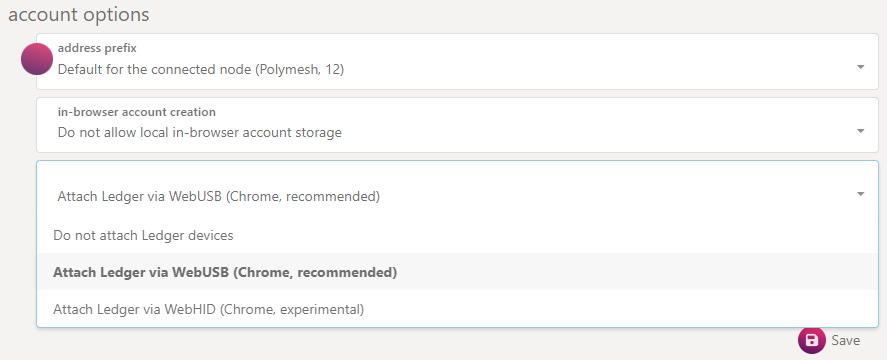 account options
address prefix
Default for the connected node (Polymesh, 12)
in-browser account creation
Do not allow local in-browser account storage
Attach Ledger via WebUSB (Chrome, recommended)
Do not attach Ledger devices
Attach Ledger via WebUSB (Chrome, recommended)
Attach Ledger via WebHID (Chrome, experimental)
Save